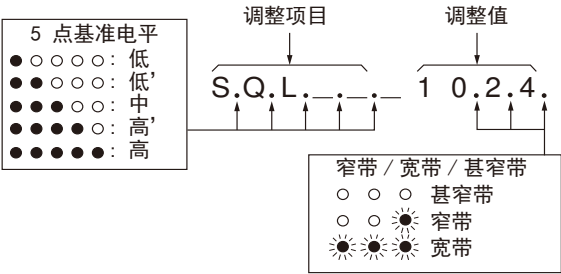 调整项目 调整值
5 点基准电平
●○○○○: 低
●●○○○: 低’
●●●○○: 中
●●●●○: 高’
●●●●●: 高
S.Q.L._._._ 1 0.2.4.
窄带 / 宽带 / 甚窄带
○ ○ ○ 甚窄带
○ ○ ● 窄带
● ● ● 宽带